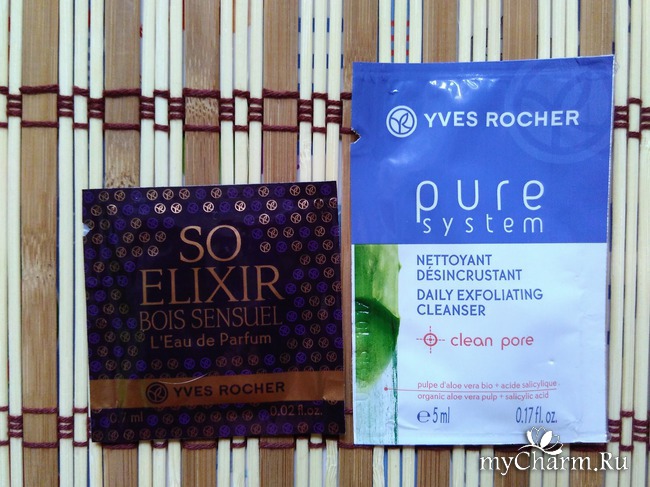 SO
ELIXIR
BOIS SENSUEL
L'Eau de Parfum
YVES ROCHER
0.7 ml 0.02 fl.oz.
YVES ROCHER
pure
system
NETTOYANT
DÉSINCRUSTANT
DAILY EXFOLIATING
CLEANSER
clean pore
pulpe d'aloe vera bio + acide salicylique
organic aloe vera pulp + salicylic acid
℮ 5 ml 0.17 fl. oz.
myCharm.Ru